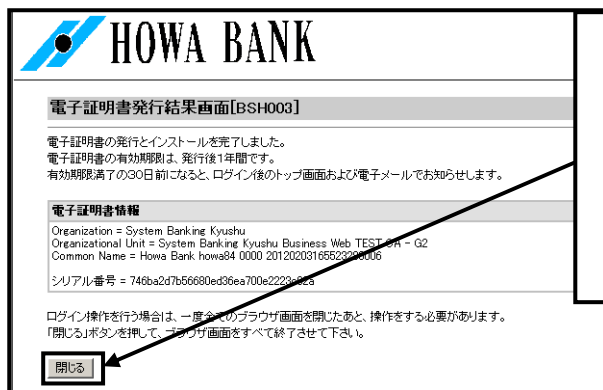 HOWA BANK
電子証明書発行結果画面[BSH003]
電子証明書の発行とインストールを完了しました。
電子証明書の有効期限は、発行後1年間です。
有効期限満了の30日前になると、ログイン後のトップ画面および電子メールでお知らせします。
電子証明書情報
Organization = System Banking Kyushu
Organizational Unit = System Banking Kyushu Business Web TEST CA - G2
Common Name = Howa Bank howa84 0000 20120203165523
シリアル番号 =
ログイン操作を行う場合は、一度全てのブラウザ画面を閉じたあと、操作をする必要があります。
「閉じる」ボタンを押して、ブラウザ画面をすべて終了させて下さい。
閉じる